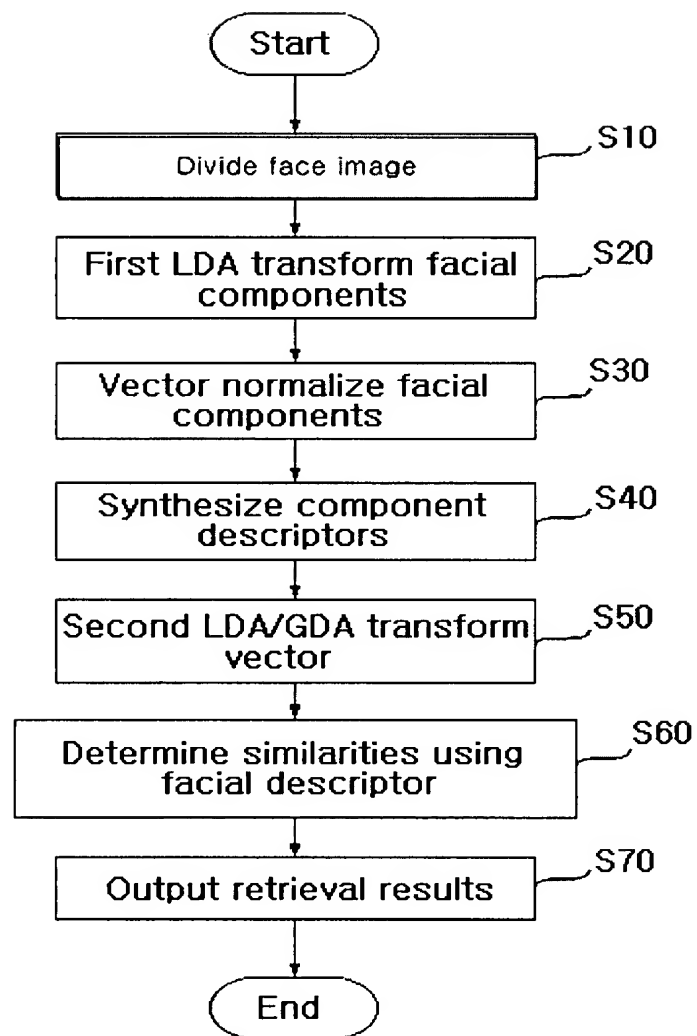 Start
S10
Divide face image
S20
First LDA transform facial
components
S30
Vector normalize facial
components
S40
Synthesize component
descriptors
S50
Second LDA/GDA transform
vector
S60
Determine similarities using
facial descriptor
S70
Output retrieval results
End